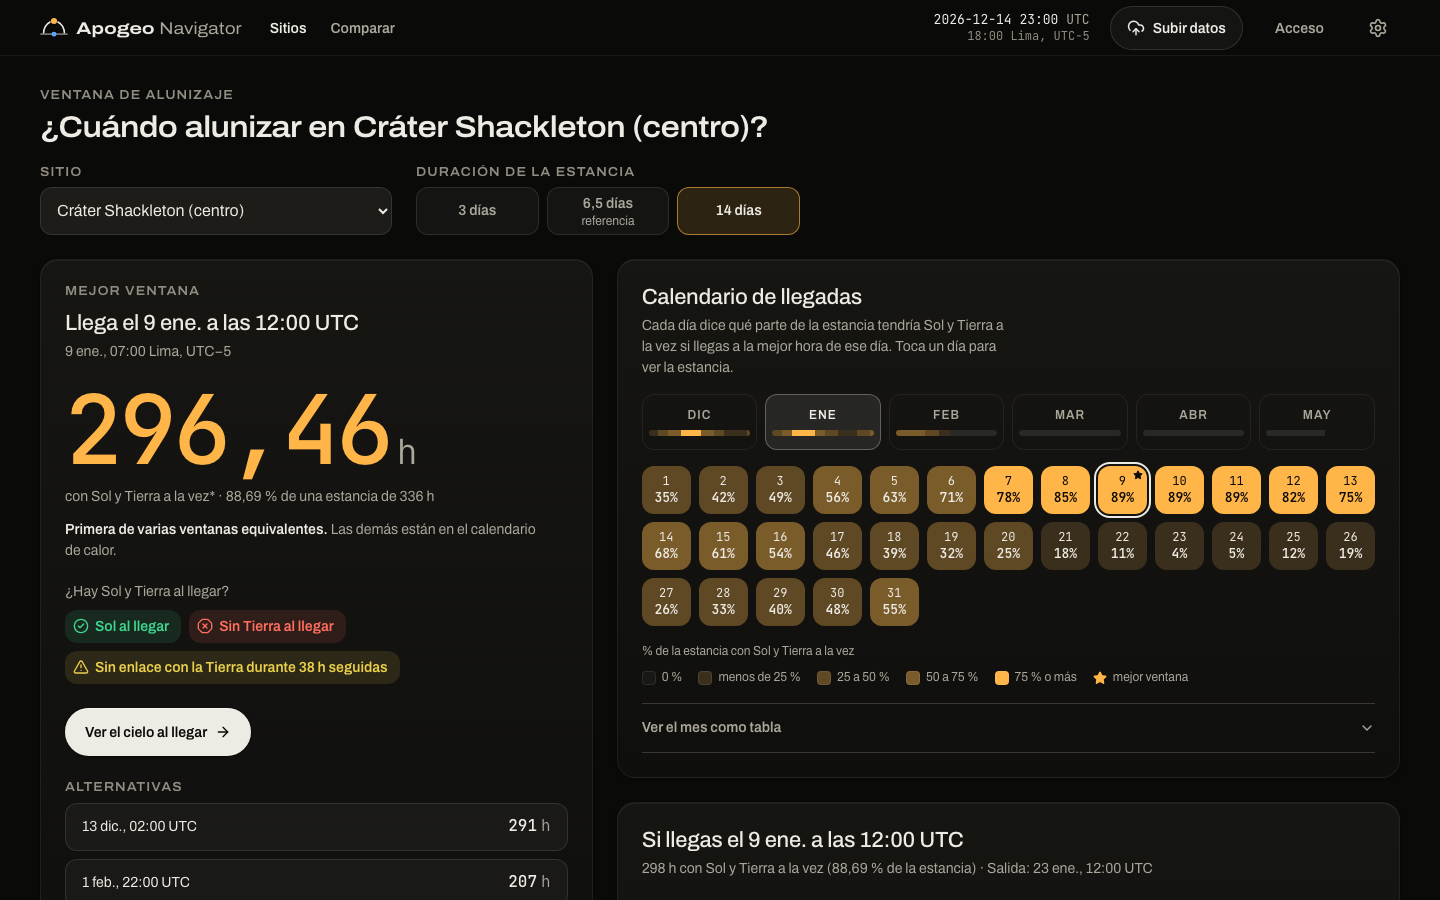 Apogeo Navigator
Sitios
Comparar
2026-12-14 23:00 UTC
18:00 Lima, UTC-5
Subir datos
Acceso
VENTANA DE ALUNIZAJE
¿Cuándo alunizar en Cráter Shackleton (centro)?
SITIO
Cráter Shackleton (centro)
DURACIÓN DE LA ESTANCIA
3 días
6,5 días
referencia
14 días
MEJOR VENTANA
Llega el 9 ene. a las 12:00 UTC
9 ene., 07:00 Lima, UTC−5
296,46 h
con Sol y Tierra a la vez* · 88,69 % de una estancia de 336 h
Primera de varias ventanas equivalentes. Las demás están en el calendario
de calor.
¿Hay Sol y Tierra al llegar?
Sol al llegar
Sin Tierra al llegar
Sin enlace con la Tierra durante 38 h seguidas
Ver el cielo al llegar
ALTERNATIVAS
13 dic., 02:00 UTC 291 h
1 feb., 22:00 UTC 207 h
Calendario de llegadas
Cada día dice qué parte de la estancia tendría Sol y Tierra a
la vez si llegas a la mejor hora de ese día. Toca un día para
ver la estancia.
DIC ENE FEB MAR ABR MAY
1 2 3 4 5 6 7 8 9 10 11 12 13
35% 42% 49% 56% 63% 71% 78% 85% 89% 89% 89% 82% 75%
14 15 16 17 18 19 20 21 22 23 24 25 26
68% 61% 54% 46% 39% 32% 25% 18% 11% 4% 5% 12% 19%
27 28 29 30 31
26% 33% 40% 48% 55%
% de la estancia con Sol y Tierra a la vez
0 % menos de 25 % 25 a 50 % 50 a 75 % 75 % o más mejor ventana
Ver el mes como tabla
Si llegas el 9 ene. a las 12:00 UTC
298 h con Sol y Tierra a la vez (88,69 % de la estancia) · Salida: 23 ene., 12:00 UTC